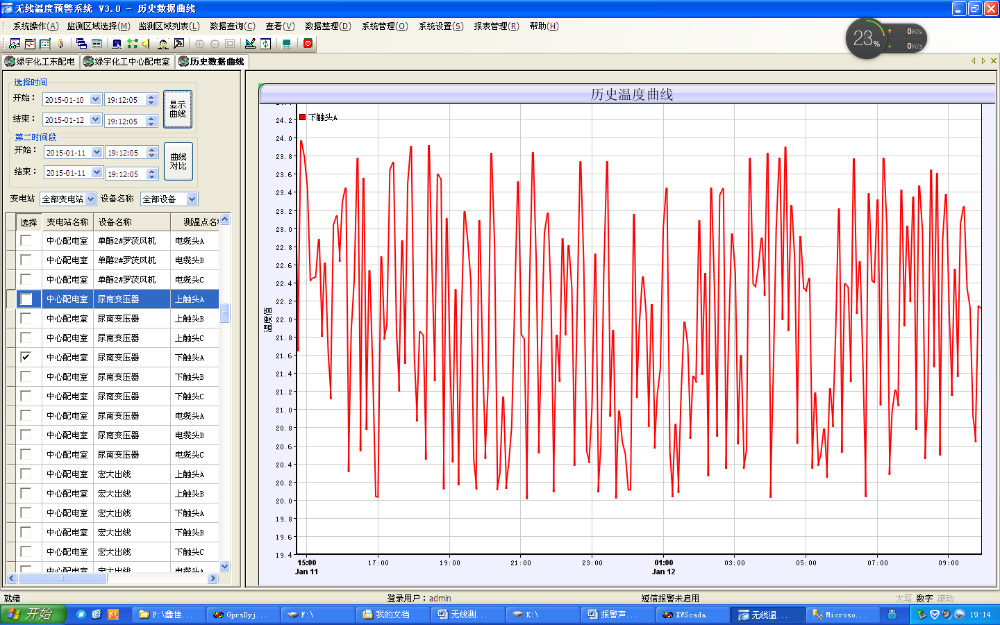 无线温度预警系统 V3.0 - 历史数据曲线
系统操作(A) 监测区域选择(M) 监测区域列表(L) 数据查询(C) 查看(V) 数据整理(D) 系统管理(O) 系统设置(S) 报表管理(R) 帮助(H)
23%
0K/s
0K/s
绿宇化工东配电 绿宇化工中心配电室 历史数据曲线
选择时间
开始： 2015-01-10 19:12:05
结束： 2015-01-12 19:12:05
显示
曲线
第二时间段
开始： 2015-01-11 19:12:05
结束： 2015-01-11 19:12:05
曲线
对比
变电站 全部变电站 设备名称 全部设备
选择 变电站名称 设备名称 测温点名
中心配电室 单醇2#罗茨风机 电缆头A
中心配电室 单醇2#罗茨风机 电缆头B
中心配电室 单醇2#罗茨风机 电缆头C
中心配电室 尿南变压器 上触头A
中心配电室 尿南变压器 上触头B
中心配电室 尿南变压器 上触头C
中心配电室 尿南变压器 下触头A
中心配电室 尿南变压器 下触头B
中心配电室 尿南变压器 下触头C
中心配电室 尿南变压器 电缆头A
中心配电室 尿南变压器 电缆头B
中心配电室 尿南变压器 电缆头C
中心配电室 宏大出线 上触头A
中心配电室 宏大出线 上触头B
中心配电室 宏大出线 下触头A
中心配电室 宏大出线 下触头B
中心配电室 宏大出线 下触头C
中心配电室 宏大出线 电缆头A
历史温度曲线
下触头A
温度值
24.2
24.0
23.8
23.6
23.4
23.2
23.0
22.8
22.6
22.4
22.2
22.0
21.8
21.6
21.4
21.2
21.0
20.8
20.6
20.4
20.2
20.0
19.8
19.6
19.4
15:00 17:00 19:00 21:00 23:00 01:00 03:00 05:00 07:00 09:00
Jan 11 Jan 12
就绪 登录用户：admin 短信报警未启用 大写 数字 滚动
开始 F:\鑫佳... GprsDyj... F:\ 我的文档 无线测... K:\ 报警声... XWScada... 无线温... Microso... 19:14